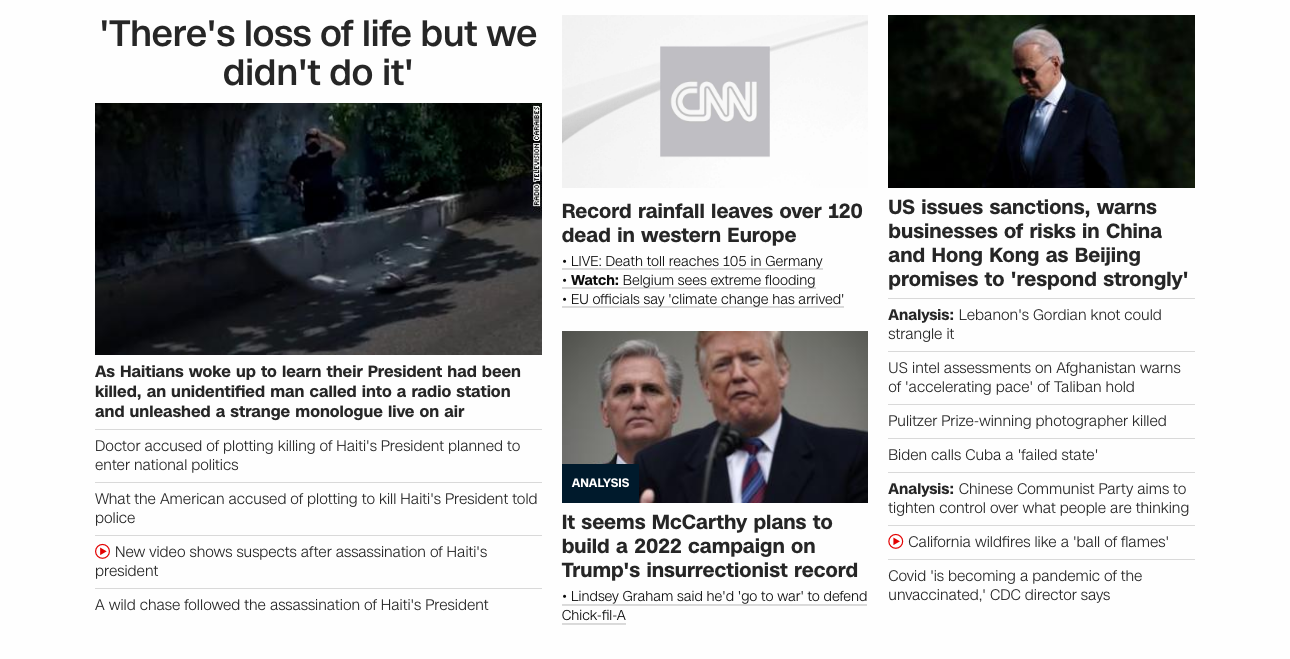 'There's loss of life but we
didn't do it'
RADIO TELEVISION CARAIBES
As Haitians woke up to learn their President had been
killed, an unidentified man called into a radio station
and unleashed a strange monologue live on air
Doctor accused of plotting killing of Haiti's President planned to
enter national politics
What the American accused of plotting to kill Haiti's President told
police
New video shows suspects after assassination of Haiti's
president
A wild chase followed the assassination of Haiti's President
CNN
Record rainfall leaves over 120
dead in western Europe
• LIVE: Death toll reaches 105 in Germany
• Watch: Belgium sees extreme flooding
• EU officials say 'climate change has arrived'
ANALYSIS
It seems McCarthy plans to
build a 2022 campaign on
Trump's insurrectionist record
• Lindsey Graham said he'd 'go to war' to defend
Chick-fil-A
US issues sanctions, warns
businesses of risks in China
and Hong Kong as Beijing
promises to 'respond strongly'
Analysis: Lebanon's Gordian knot could
strangle it
US intel assessments on Afghanistan warns
of 'accelerating pace' of Taliban hold
Pulitzer Prize-winning photographer killed
Biden calls Cuba a 'failed state'
Analysis: Chinese Communist Party aims to
tighten control over what people are thinking
California wildfires like a 'ball of flames'
Covid 'is becoming a pandemic of the
unvaccinated,' CDC director says